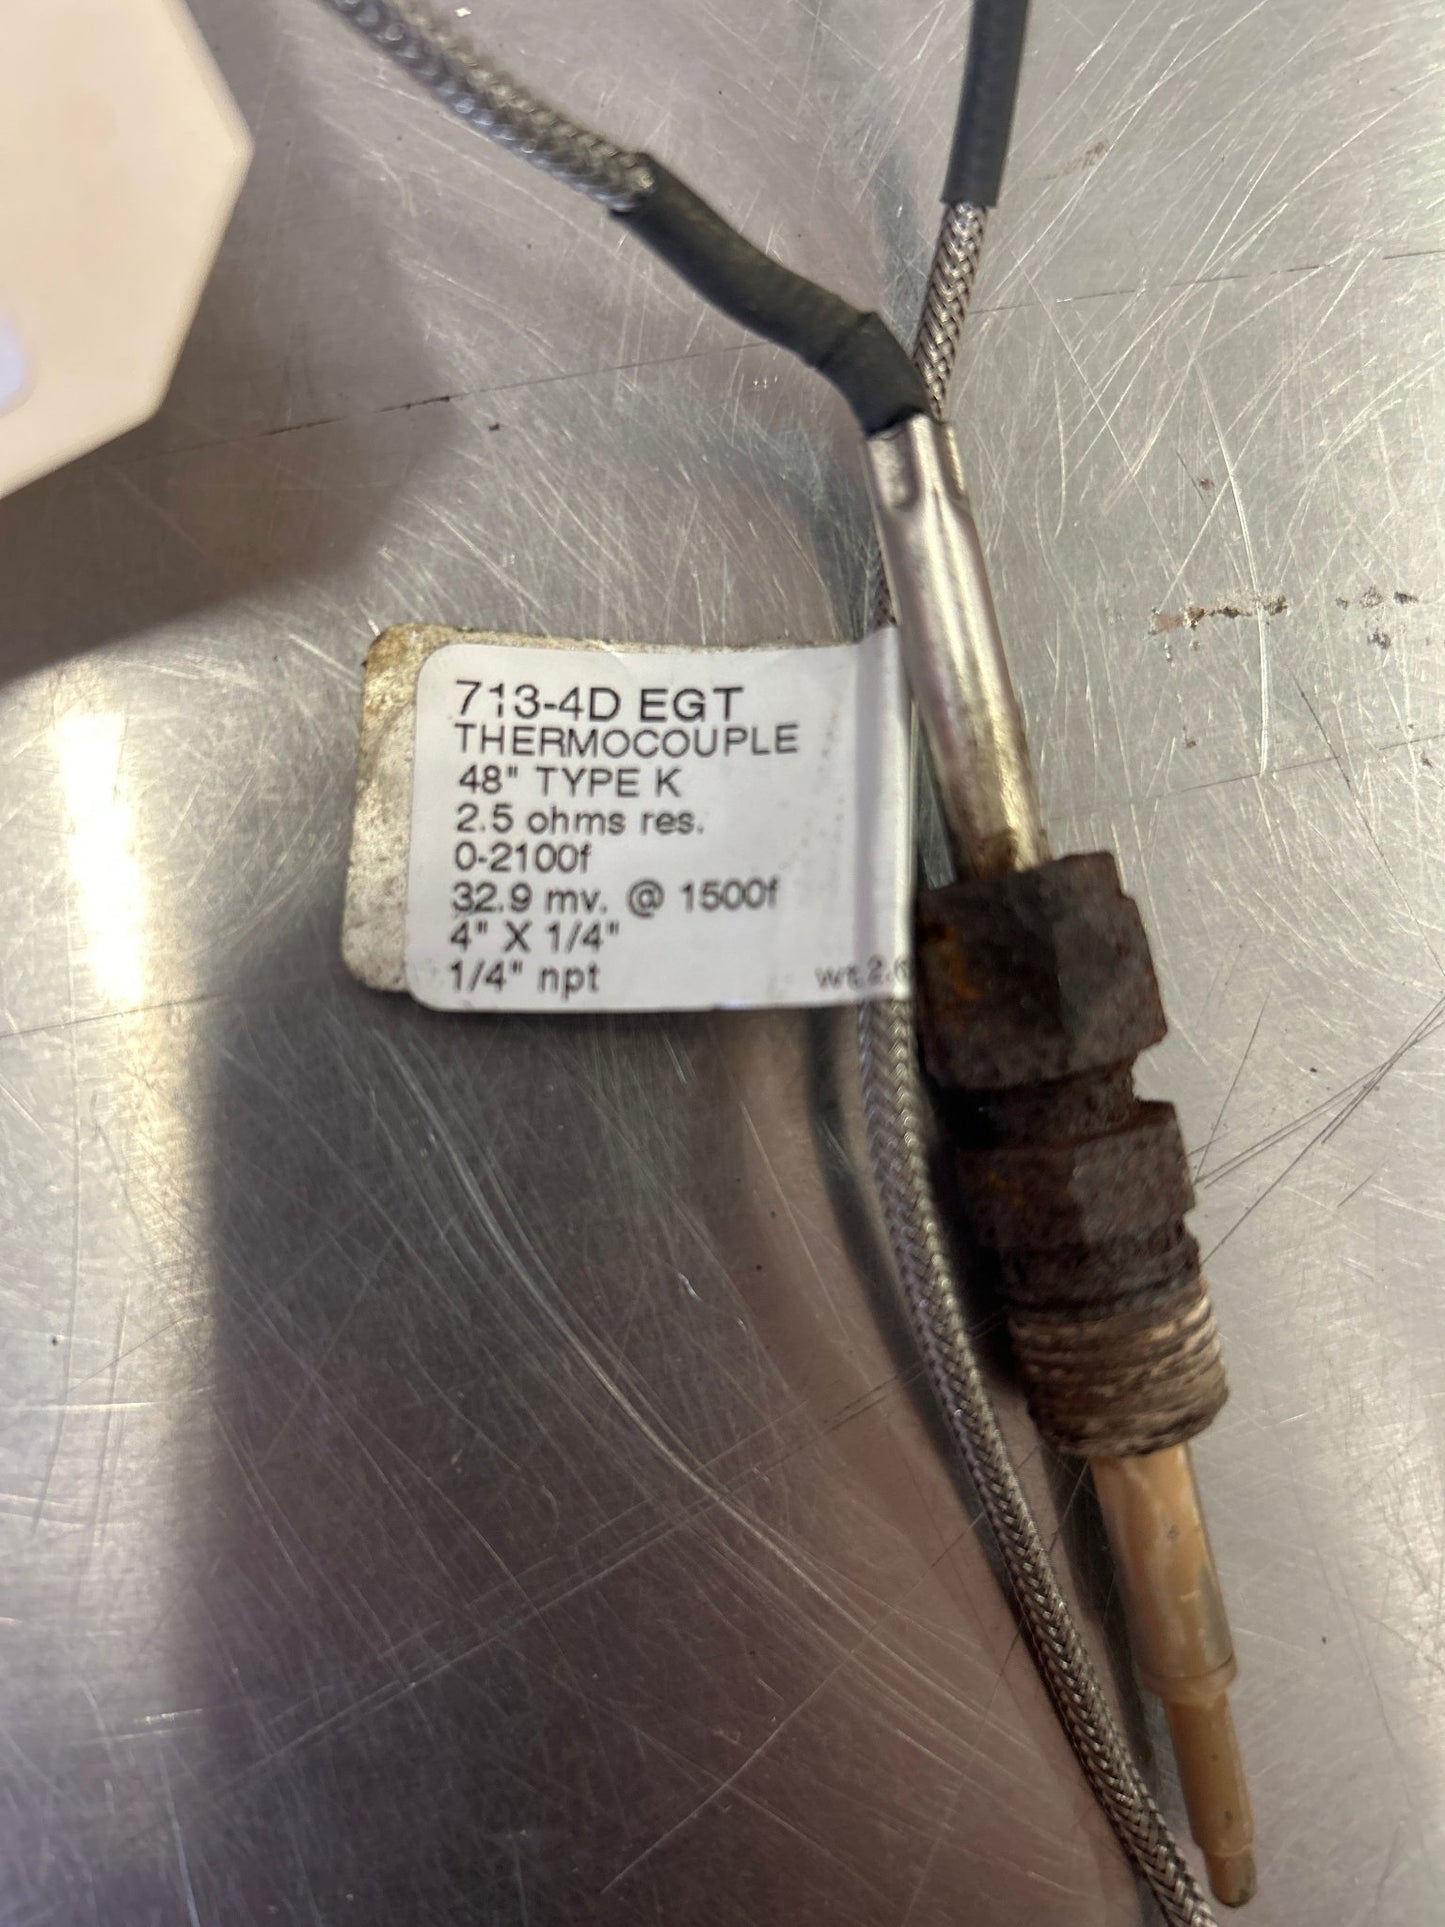 713-4D EGT
THERMOCOUPLE
48" TYPE K
2.5 ohms res.
0-2100f
32.9 mv. @ 1500f
4" X 1/4"
1/4" npt